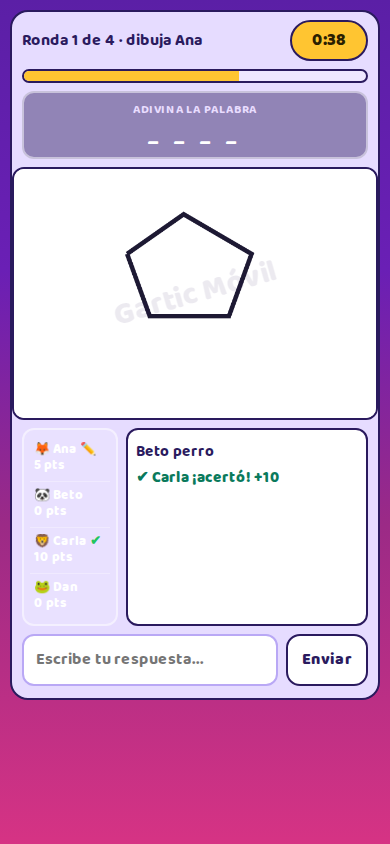 Ronda 1 de 4 · dibuja Ana
0:38
ADIVINA LA PALABRA
_ _ _ _
Gartic Móvil
🦊 Ana ✏️
5 pts
🐼 Beto
0 pts
🦁 Carla ✔
10 pts
🐸 Dan
0 pts
Beto perro
✔ Carla ¡acertó! +10
Escribe tu respuesta...
Enviar